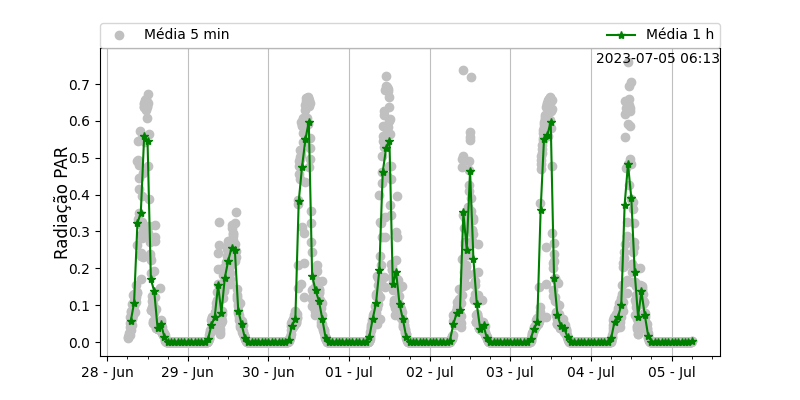 Média 5 min
Média 1 h
2023-07-05 06:13
Radiação PAR
0.7
0.6
0.5
0.4
0.3
0.2
0.1
0.0
28 - Jun
29 - Jun
30 - Jun
01 - Jul
02 - Jul
03 - Jul
04 - Jul
05 - Jul